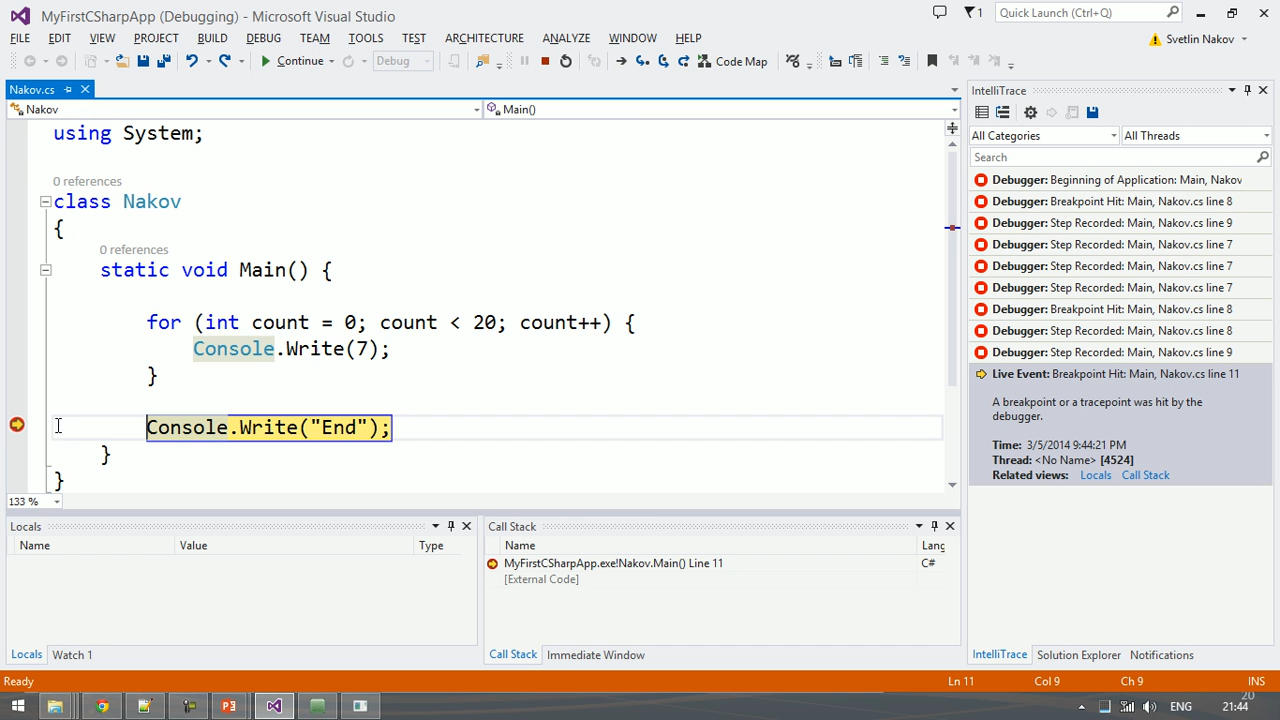 MyFirstCSharpApp (Debugging) - Microsoft Visual Studio
1
Quick Launch (Ctrl+Q)
FILE EDIT VIEW PROJECT BUILD DEBUG TEAM TOOLS TEST ARCHITECTURE ANALYZE WINDOW HELP
Svetlin Nakov
Continue
Debug
Code Map
Nakov.cs
Nakov
Main()
using System;
0 references
class Nakov
{
0 references
static void Main() {
for (int count = 0; count < 20; count++) {
Console.Write(7);
}
Console.Write("End");
}
}
133 %
IntelliTrace
All Categories
All Threads
Search
Debugger: Beginning of Application: Main, Nakov
Debugger: Breakpoint Hit: Main, Nakov.cs line 8
Debugger: Step Recorded: Main, Nakov.cs line 9
Debugger: Step Recorded: Main, Nakov.cs line 7
Debugger: Step Recorded: Main, Nakov.cs line 7
Debugger: Step Recorded: Main, Nakov.cs line 7
Debugger: Breakpoint Hit: Main, Nakov.cs line 8
Debugger: Step Recorded: Main, Nakov.cs line 8
Debugger: Step Recorded: Main, Nakov.cs line 9
Live Event: Breakpoint Hit: Main, Nakov.cs line 11
A breakpoint or a tracepoint was hit by the
debugger.
Time: 3/5/2014 9:44:21 PM
Thread: <No Name> [4524]
Related views: Locals Call Stack
Locals
Name Value Type
Call Stack
Name Lang
MyFirstCSharpApp.exe!Nakov.Main() Line 11 C#
[External Code]
Locals Watch 1
Call Stack Immediate Window
IntelliTrace Solution Explorer Notifications
Ready
Ln 11 Col 9 Ch 9 INS
20
ENG
21:44